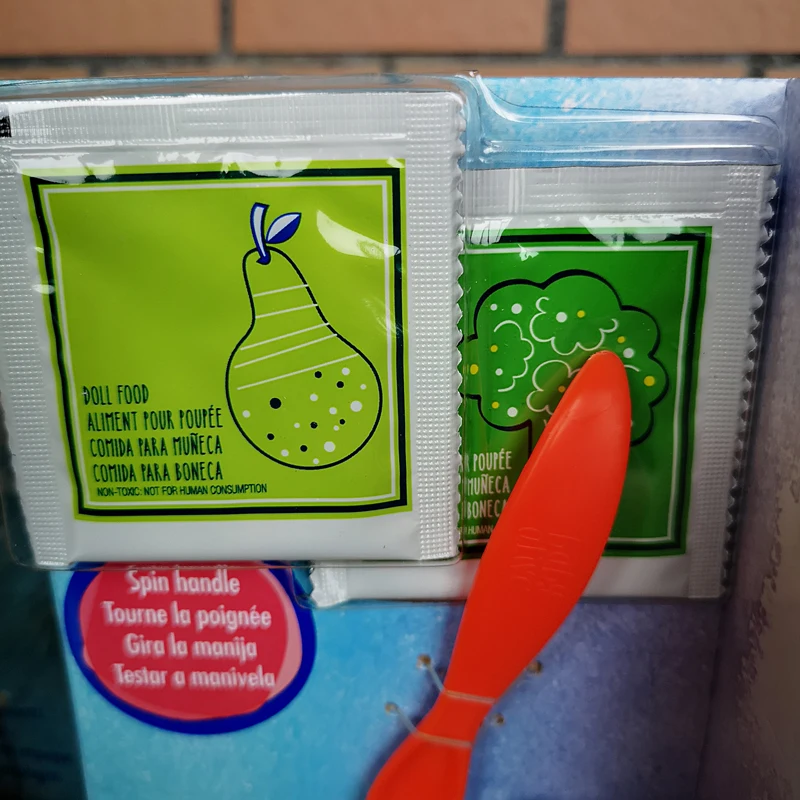 DOLL FOOD
ALIMENT POUR POUPÉE
COMIDA PARA MUÑECA
COMIDA PARA BONECA
NON-TOXIC: NOT FOR HUMAN CONSUMPTION
POUPÉE
MUÑECA
BONECA
Spin handle
Tourne la poignée
Gira la manija
Testar a manivela